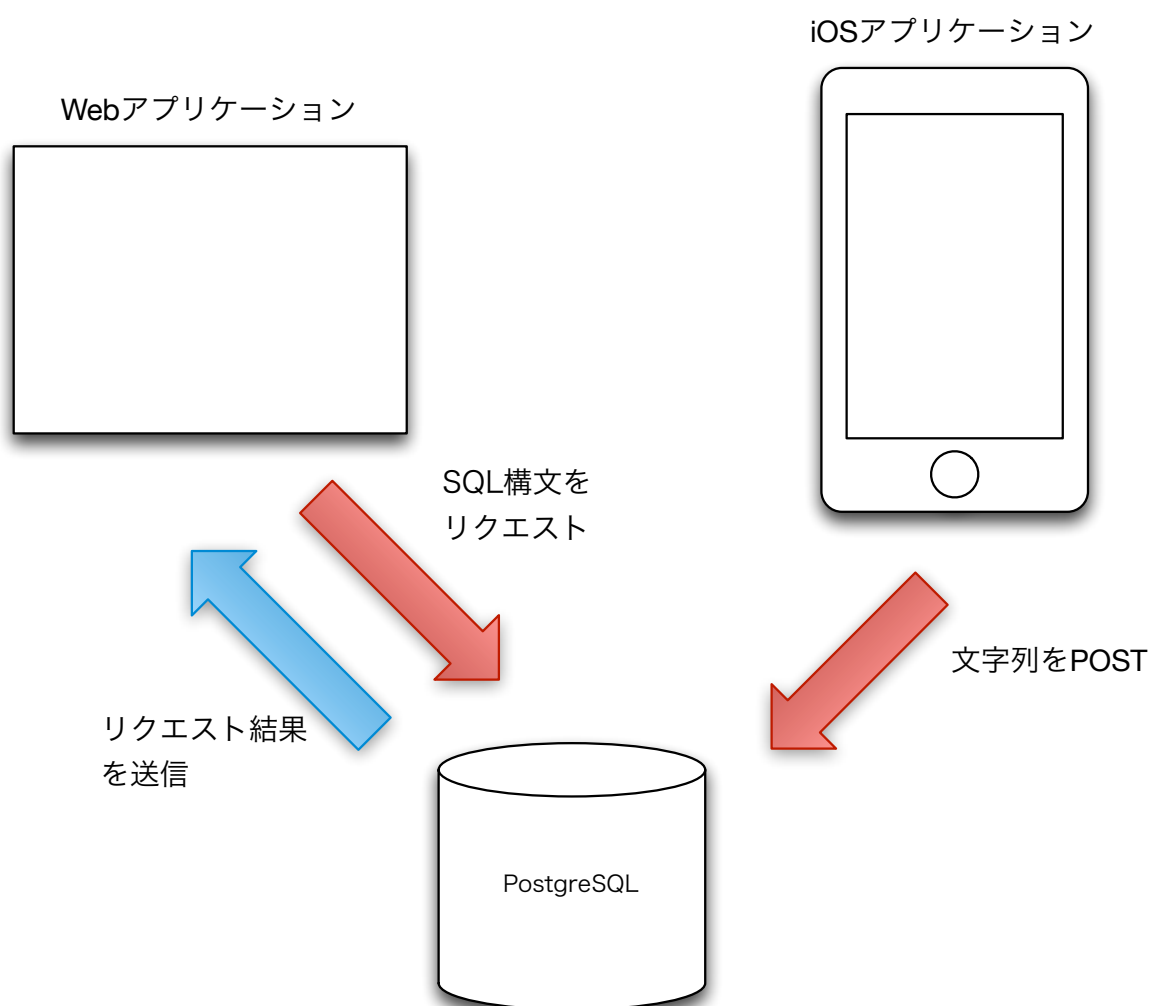 iOSアプリケーション
Webアプリケーション
SQL構文を
リクエスト
文字列をPOST
リクエスト結果
を送信
PostgreSQL